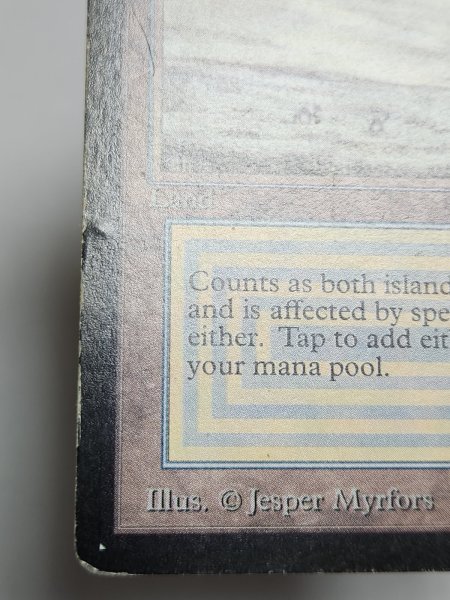 Land
Counts as both island
and is affected by spe
either. Tap to add eit
your mana pool.
Illus. © Jesper Myrfors